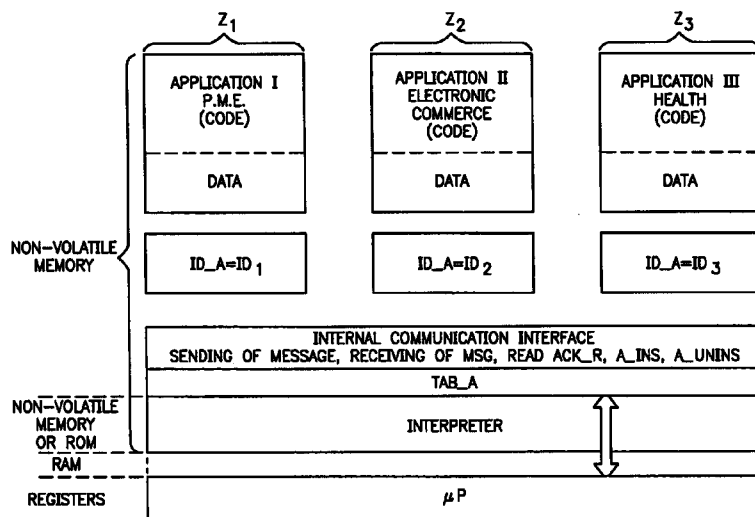 Z1
Z2
Z3
APPLICATION I
P.M.E.
(CODE)
DATA
APPLICATION II
ELECTRONIC
COMMERCE
(CODE)
DATA
APPLICATION III
HEALTH
(CODE)
DATA
NON-VOLATILE
MEMORY
ID_A=ID1
ID_A=ID2
ID_A=ID3
INTERNAL COMMUNICATION INTERFACE
SENDING OF MESSAGE, RECEIVING OF MSG, READ ACK_R, A_INS, A_UNINS
TAB_A
NON-VOLATILE
MEMORY
OR ROM
INTERPRETER
RAM
REGISTERS
μP